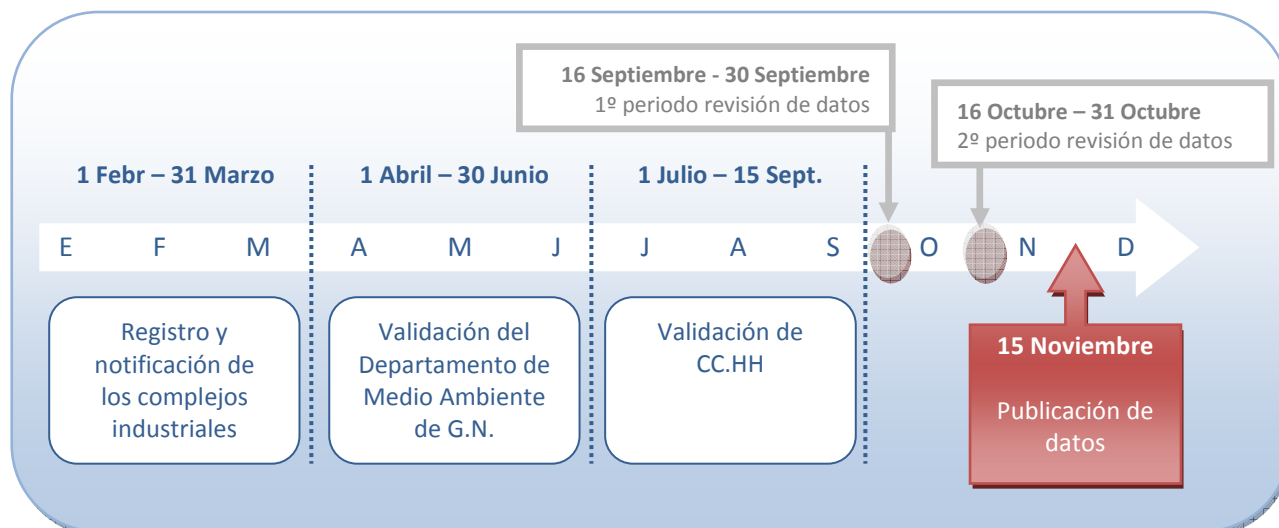 16 Septiembre - 30 Septiembre
1º periodo revisión de datos
16 Octubre – 31 Octubre
2º periodo revisión de datos
1 Febr – 31 Marzo
1 Abril – 30 Junio
1 Julio – 15 Sept.
E F M A M J J A S O N D
Registro y
notificación de
los complejos
industriales
Validación del
Departamento de
Medio Ambiente
de G.N.
Validación de
CC.HH
15 Noviembre
Publicación de
datos